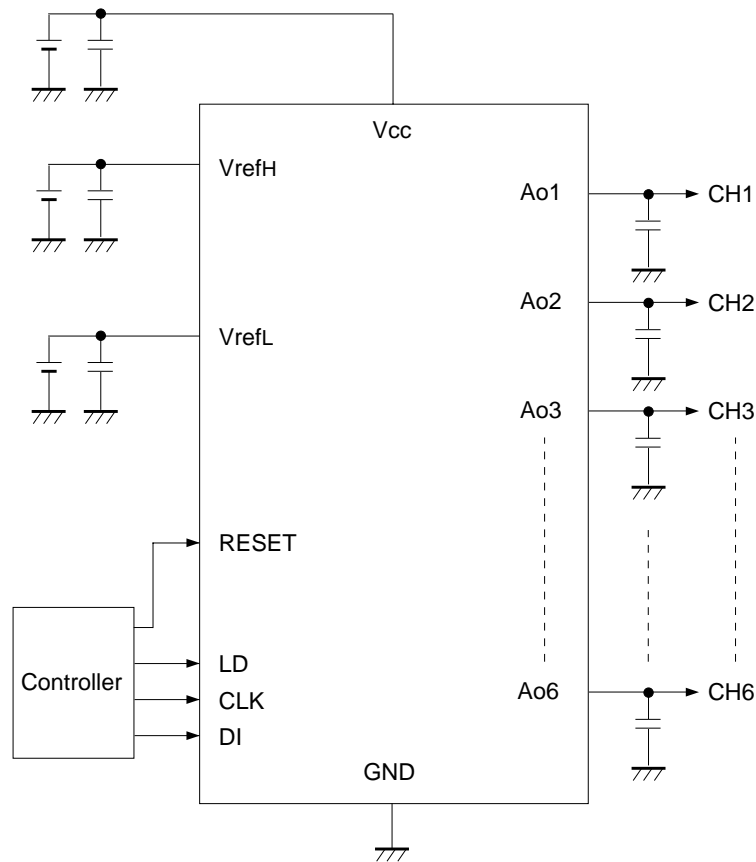 Vcc
VrefH
Ao1 CH1
Ao2 CH2
VrefL
Ao3 CH3
RESET
Controller
LD
CLK
DI
Ao6 CH6
GND